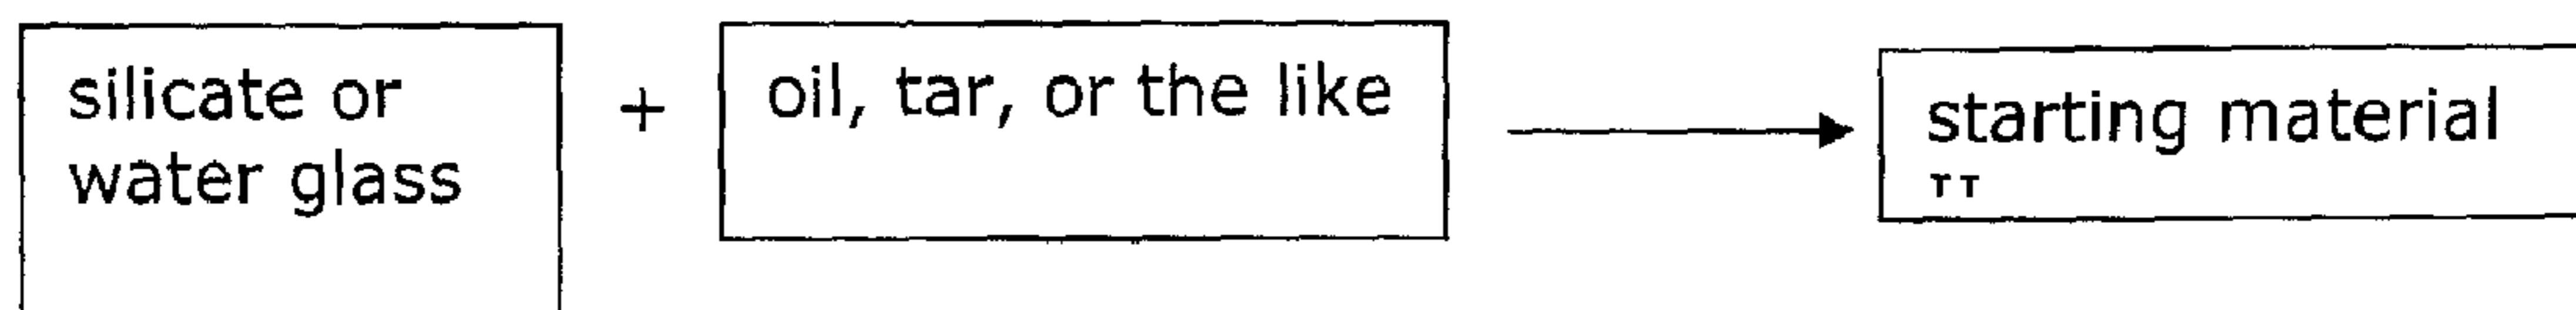 silicate or
water glass
+
oil, tar, or the like
starting material